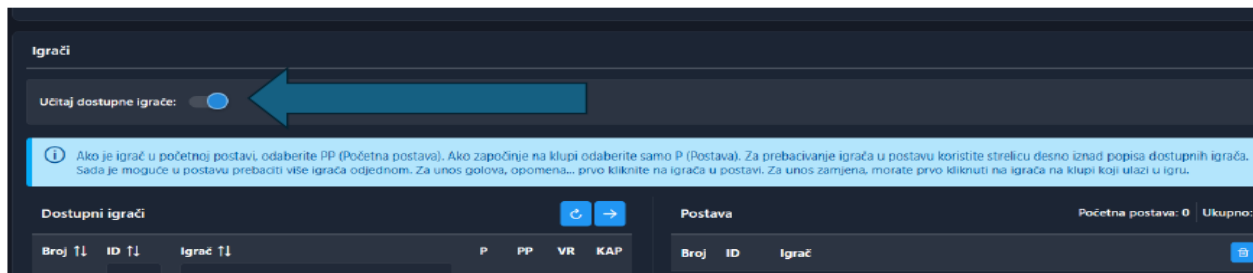 Igrači
Učitaj dostupne igrače:
Ako je igrač u početnoj postavi, odaberite PP (Početna postava). Ako započinje na klupi odaberite samo P (Postava). Za prebacivanje igrača u postavu koristite strelicu desno iznad popisa dostupnih igrača.
Sada je moguće u postavu prebaciti više igrača odjednom. Za unos golova, opomena... prvo kliknite na igrača u postavi. Za unos zamjena, morate prvo kliknuti na igrača na klupi koji ulazi u igru.
Dostupni igrači
Broj ID Igrač P PP VR KAP
Postava Početna postava: 0 Ukupno:
Broj ID Igrač